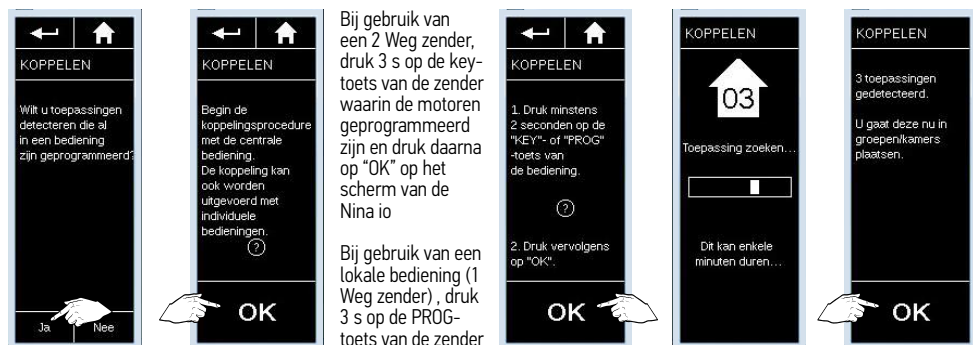 KOPPELEN
Wilt u toepassingen
detecteren die al
in een bediening
zijn geprogrammeerd?
Ja
Nee
KOPPELEN
Begin de
koppelingsprocedure
met de centrale
bediening.
De koppeling kan
ook worden
uitgevoerd met
individuele
bedieningen.
?
OK
Bij gebruik van
een 2 Weg zender,
druk 3 s op de key-
toets van de zender
waarin de motoren
geprogrammeerd
zijn en druk daarna
op “OK” op het
scherm van de
Nina io
Bij gebruik van een
lokale bediening (1
Weg zender) , druk
3 s op de PROG-
toets van de zender
KOPPELEN
1. Druk minstens
2 seconden op de
"KEY"- of "PROG"
-toets van
de bediening.
?
2. Druk vervolgens
op "OK".
OK
KOPPELEN
03
Toepassing zoeken...
Dit kan enkele
minuten duren...
KOPPELEN
3 toepassingen
gedetecteerd.
U gaat deze nu in
groepen/kamers
plaatsen.
OK